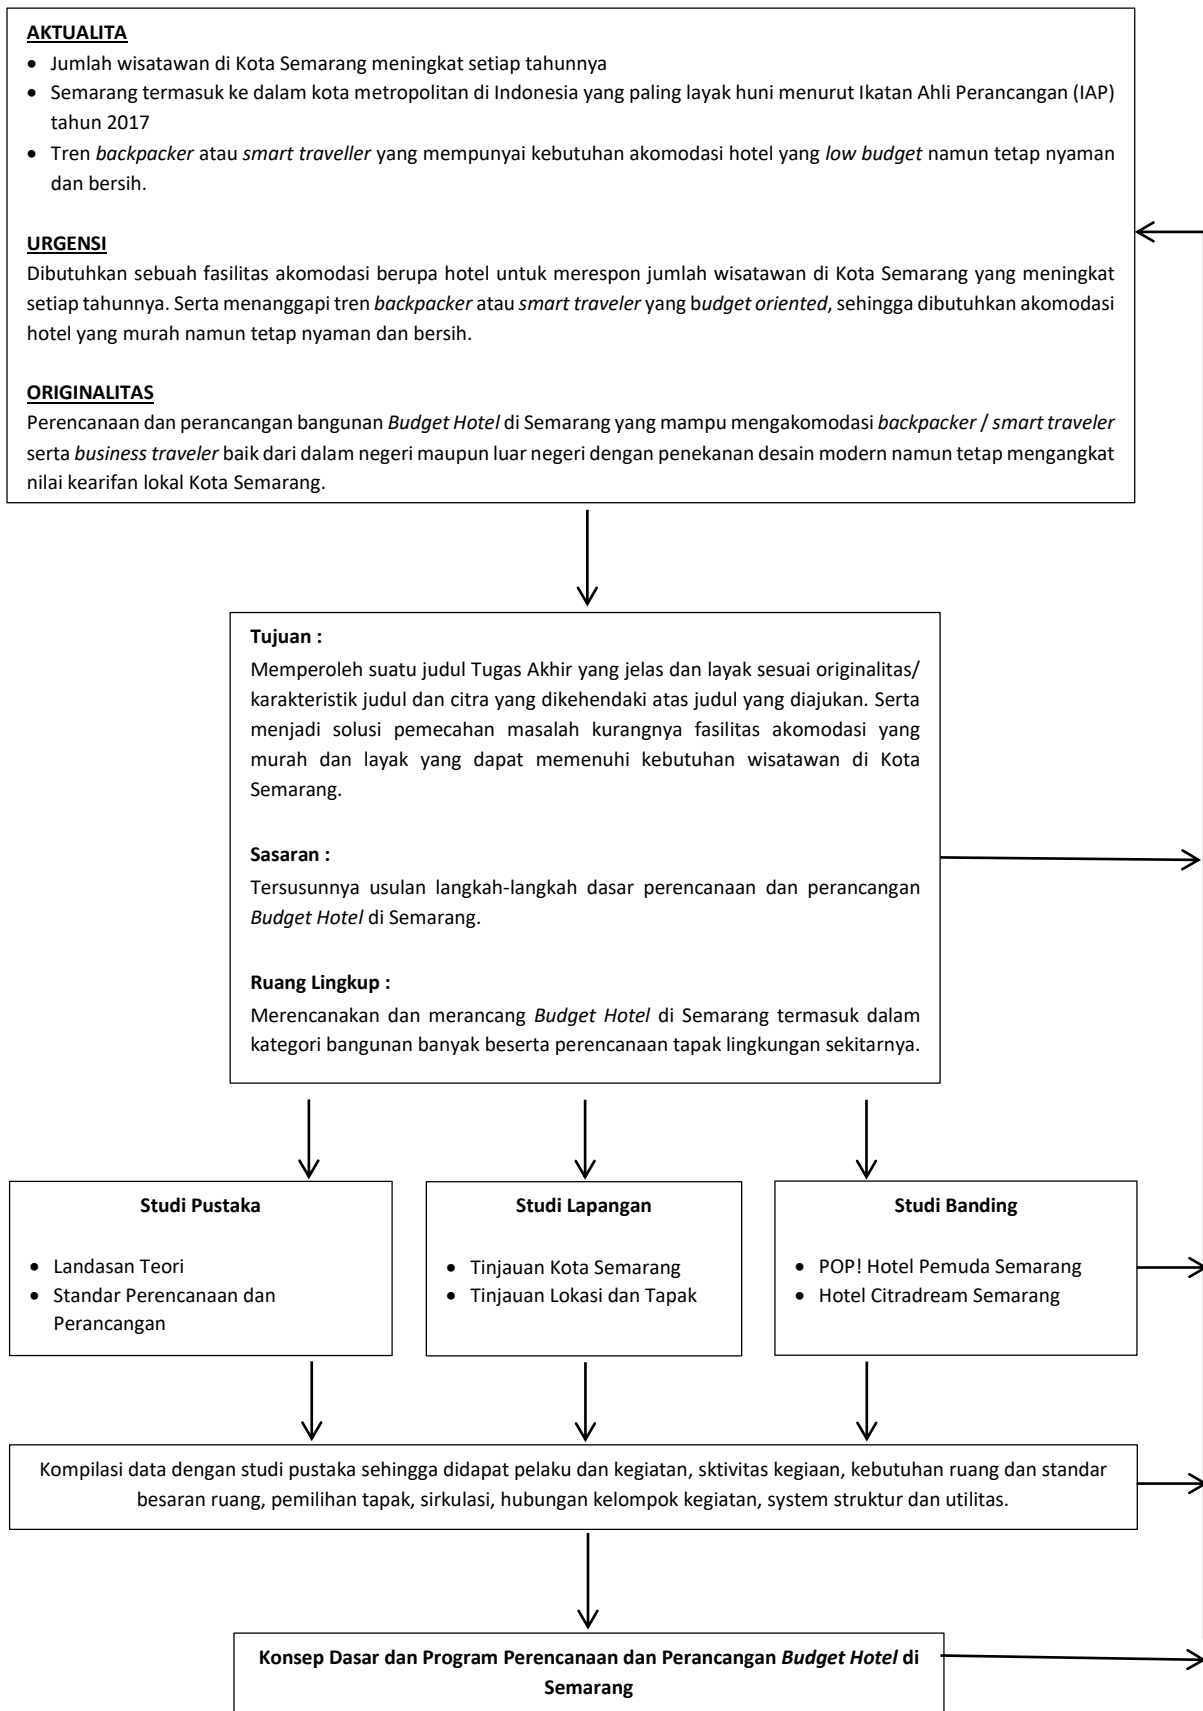 AKTUALITA
• Jumlah wisatawan di Kota Semarang meningkat setiap tahunnya
• Semarang termasuk ke dalam kota metropolitan di Indonesia yang paling layak huni menurut Ikatan Ahli Perancangan (IAP)
tahun 2017
• Tren backpacker atau smart traveller yang mempunyai kebutuhan akomodasi hotel yang low budget namun tetap nyaman
dan bersih.
URGENSI
Dibutuhkan sebuah fasilitas akomodasi berupa hotel untuk merespon jumlah wisatawan di Kota Semarang yang meningkat
setiap tahunnya. Serta menanggapi tren backpacker atau smart traveler yang budget oriented, sehingga dibutuhkan akomodasi
hotel yang murah namun tetap nyaman dan bersih.
ORIGINALITAS
Perencanaan dan perancangan bangunan Budget Hotel di Semarang yang mampu mengakomodasi backpacker / smart traveler
serta business traveler baik dari dalam negeri maupun luar negeri dengan penekanan desain modern namun tetap mengangkat
nilai kearifan lokal Kota Semarang.
Tujuan :
Memperoleh suatu judul Tugas Akhir yang jelas dan layak sesuai originalitas/
karakteristik judul dan citra yang dikehendaki atas judul yang diajukan. Serta
menjadi solusi pemecahan masalah kurangnya fasilitas akomodasi yang
murah dan layak yang dapat memenuhi kebutuhan wisatawan di Kota
Semarang.
Sasaran :
Tersusunnya usulan langkah-langkah dasar perencanaan dan perancangan
Budget Hotel di Semarang.
Ruang Lingkup :
Merencanakan dan merancang Budget Hotel di Semarang termasuk dalam
kategori bangunan banyak beserta perencanaan tapak lingkungan sekitarnya.
Studi Pustaka
• Landasan Teori
• Standar Perencanaan dan
Perancangan
Studi Lapangan
• Tinjauan Kota Semarang
• Tinjauan Lokasi dan Tapak
Studi Banding
• POP! Hotel Pemuda Semarang
• Hotel Citradream Semarang
Kompilasi data dengan studi pustaka sehingga didapat pelaku dan kegiatan, sktivitas kegiaan, kebutuhan ruang dan standar
besaran ruang, pemilihan tapak, sirkulasi, hubungan kelompok kegiatan, system struktur dan utilitas.
Konsep Dasar dan Program Perencanaan dan Perancangan Budget Hotel di
Semarang